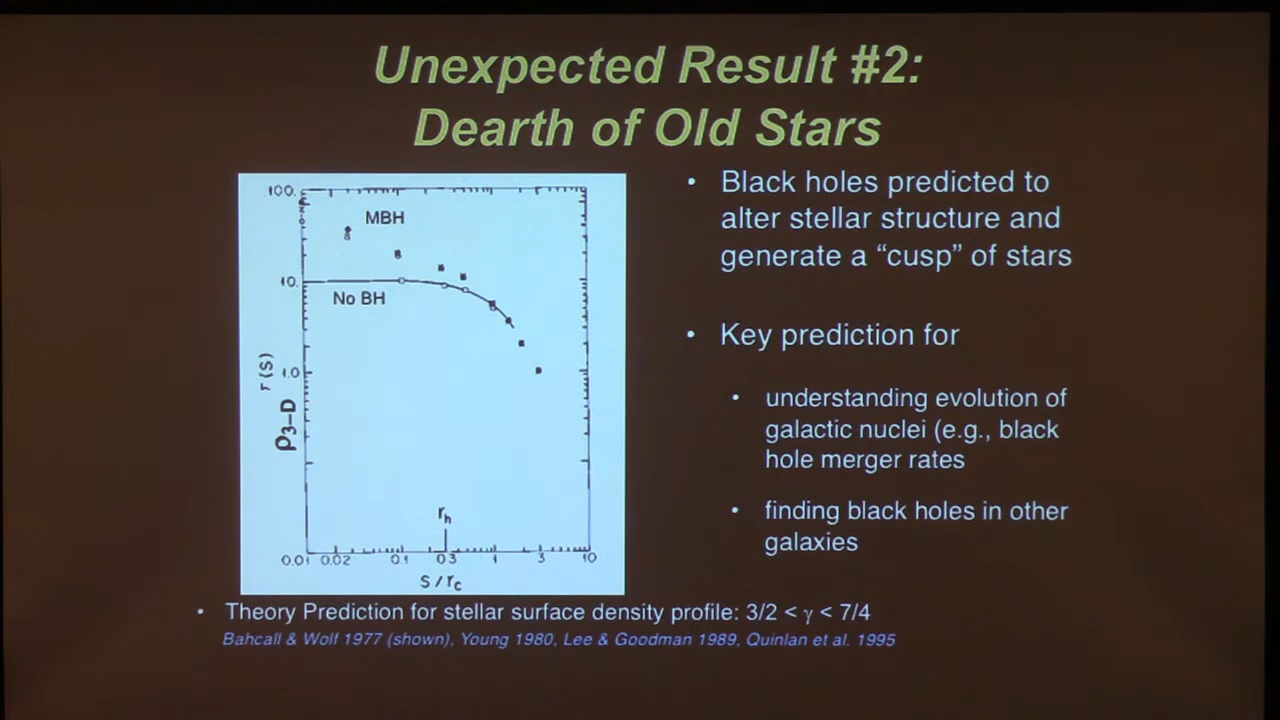 Unexpected Result #2:
Dearth of Old Stars
100.
MBH
10.
No BH
1.0
r(s)
ρ3–D
rh
0.01 0.02 0.1 0.3 1 3 10
S/rc
• Black holes predicted to
alter stellar structure and
generate a “cusp” of stars
• Key prediction for
• understanding evolution of
galactic nuclei (e.g., black
hole merger rates
• finding black holes in other
galaxies
• Theory Prediction for stellar surface density profile: 3/2 < γ < 7/4
Bahcall & Wolf 1977 (shown), Young 1980, Lee & Goodman 1989, Quinlan et al. 1995